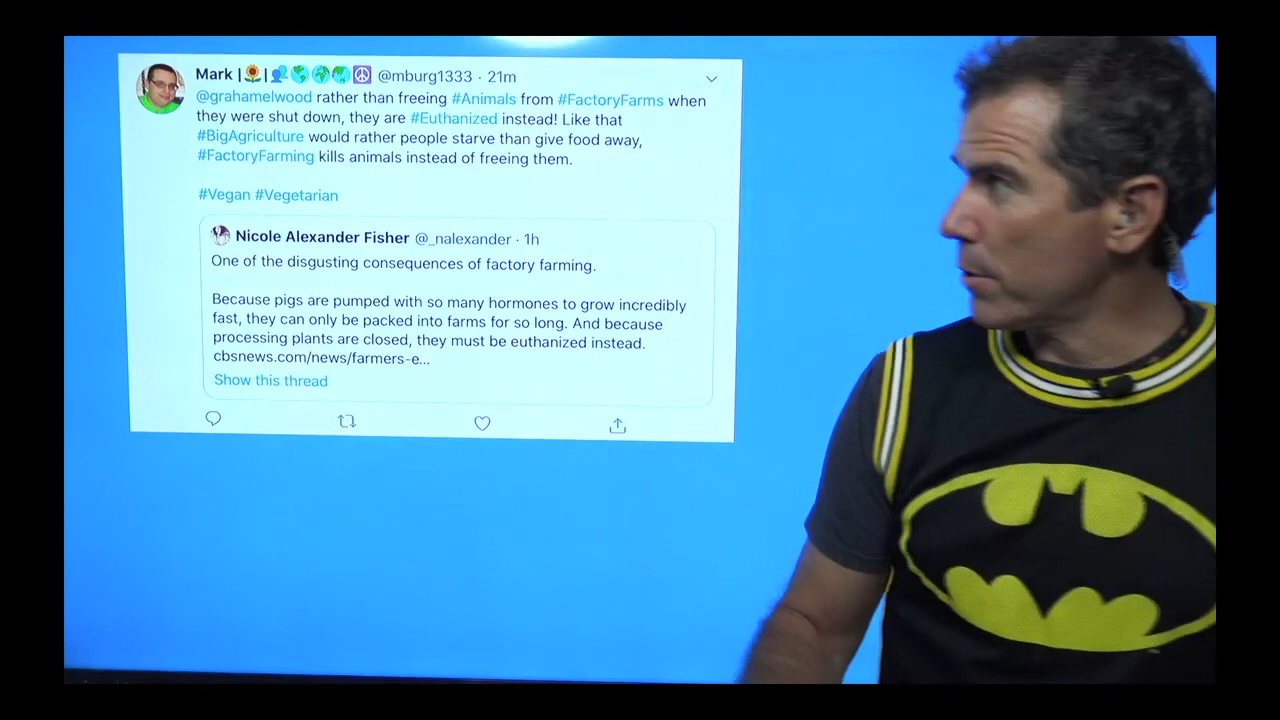 Mark |🌻|👥🌎🌍🌏☮ @mburg1333 · 21m
@grahamelwood rather than freeing #Animals from #FactoryFarms when
they were shut down, they are #Euthanized instead! Like that
#BigAgriculture would rather people starve than give food away,
#FactoryFarming kills animals instead of freeing them.
#Vegan #Vegetarian
Nicole Alexander Fisher @_nalexander · 1h
One of the disgusting consequences of factory farming.
Because pigs are pumped with so many hormones to grow incredibly
fast, they can only be packed into farms for so long. And because
processing plants are closed, they must be euthanized instead.
cbsnews.com/news/farmers-e...
Show this thread